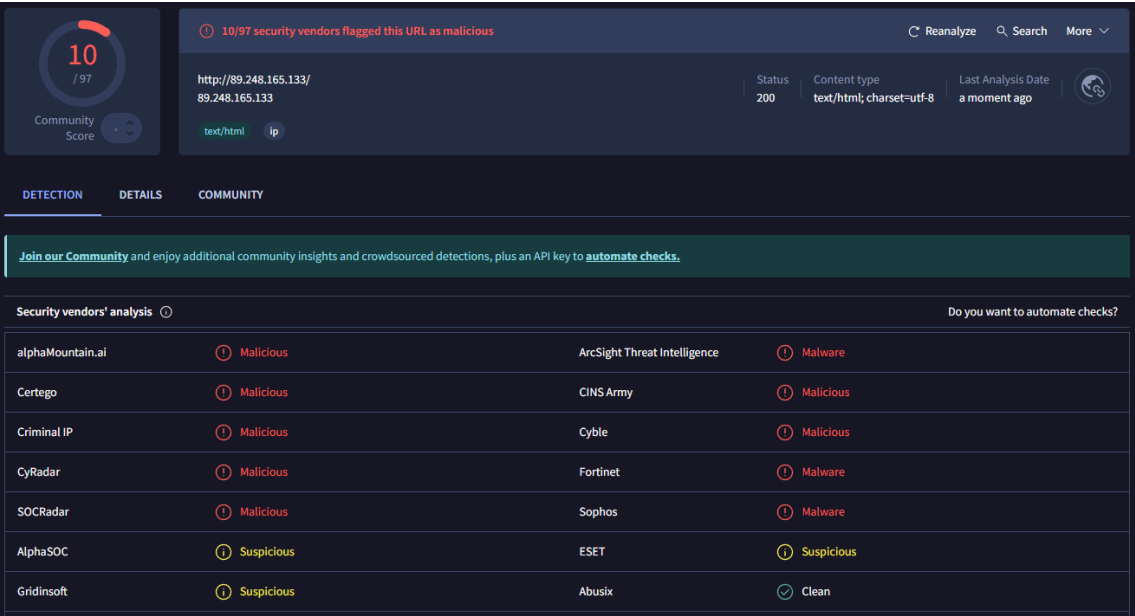 10
/ 97
Community
Score
10/97 security vendors flagged this URL as malicious
Reanalyze
Search
More
http://89.248.165.133/
89.248.165.133
text/html
ip
Status
200
Content type
text/html; charset=utf-8
Last Analysis Date
a moment ago
DETECTION DETAILS COMMUNITY
Join our Community and enjoy additional community insights and crowdsourced detections, plus an API key to automate checks.
Security vendors' analysis Do you want to automate checks?
alphaMountain.ai Malicious ArcSight Threat Intelligence Malware
Certego Malicious CINS Army Malicious
Criminal IP Malicious Cyble Malicious
CyRadar Malicious Fortinet Malware
SOCRadar Malicious Sophos Malware
AlphaSOC Suspicious ESET Suspicious
Gridinsoft Suspicious Abusix Clean